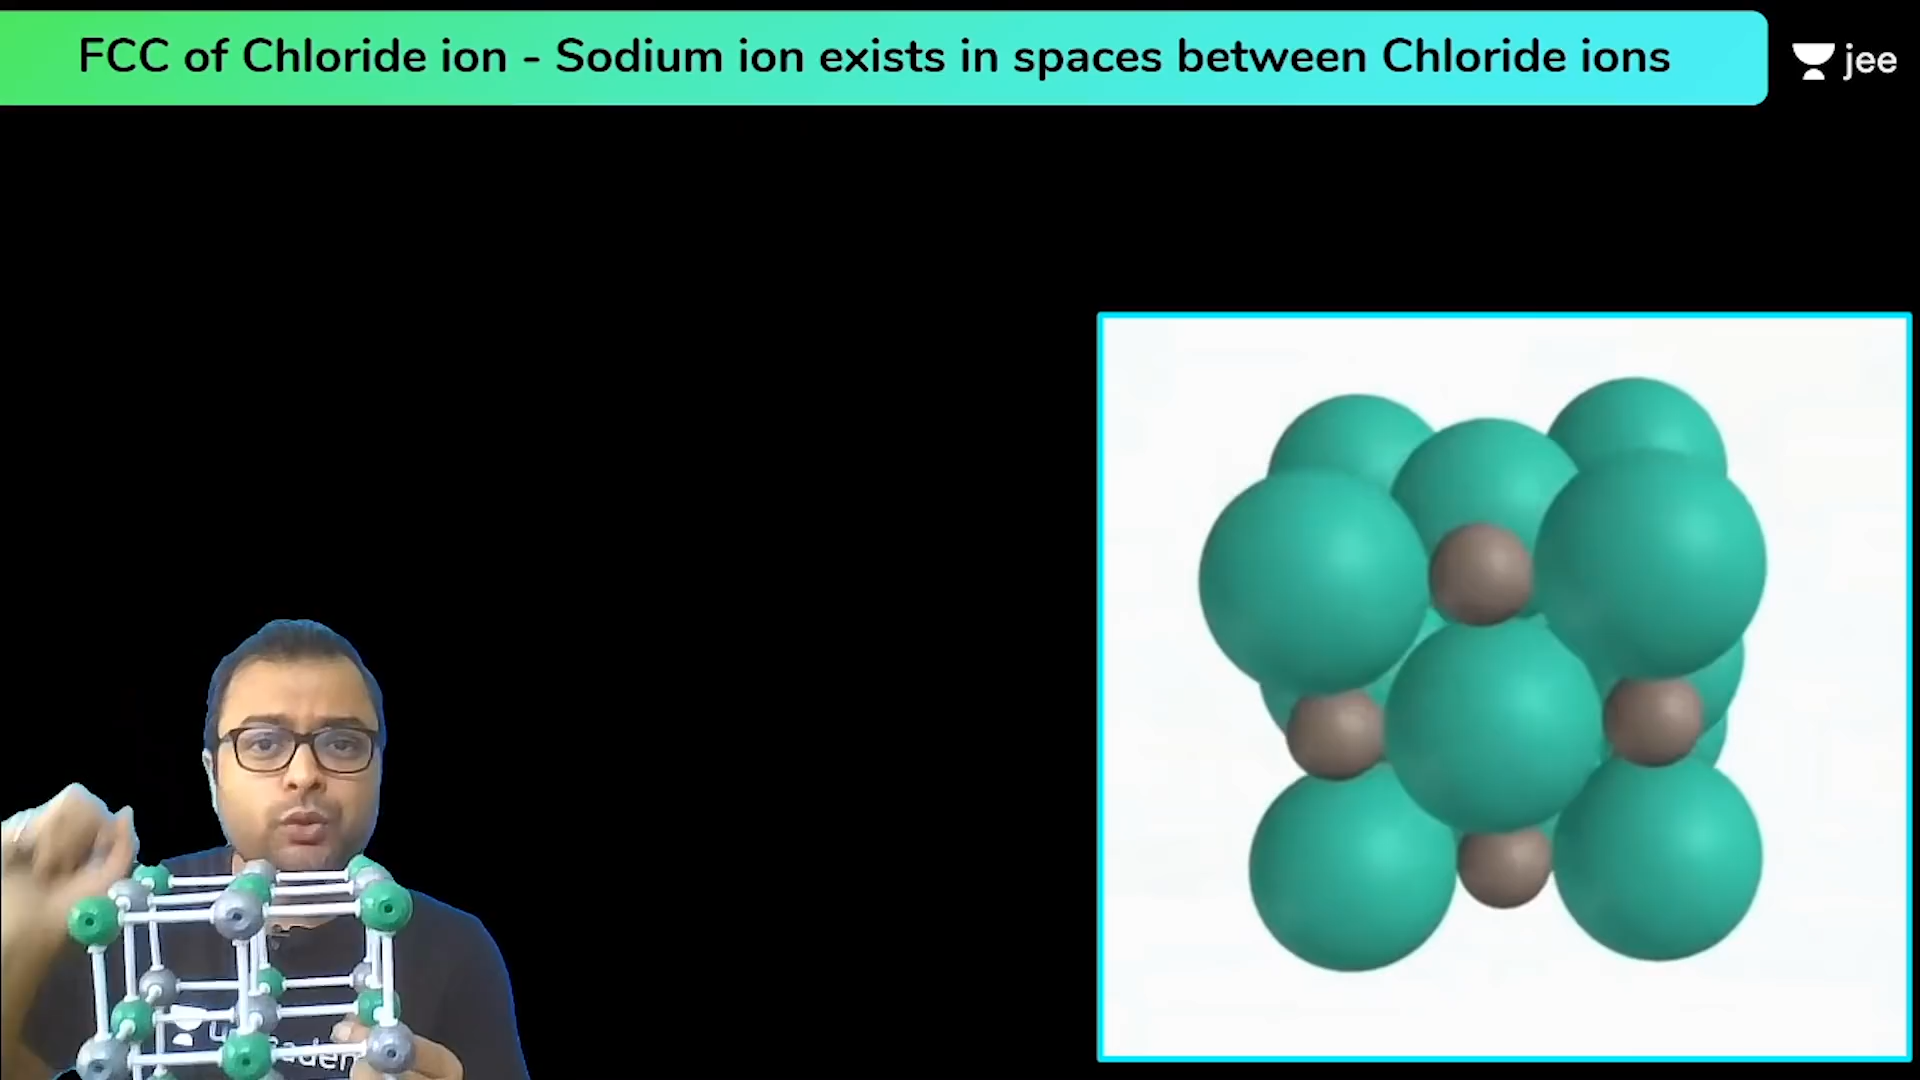 FCC of Chloride ion - Sodium ion exists in spaces between Chloride ions
jee